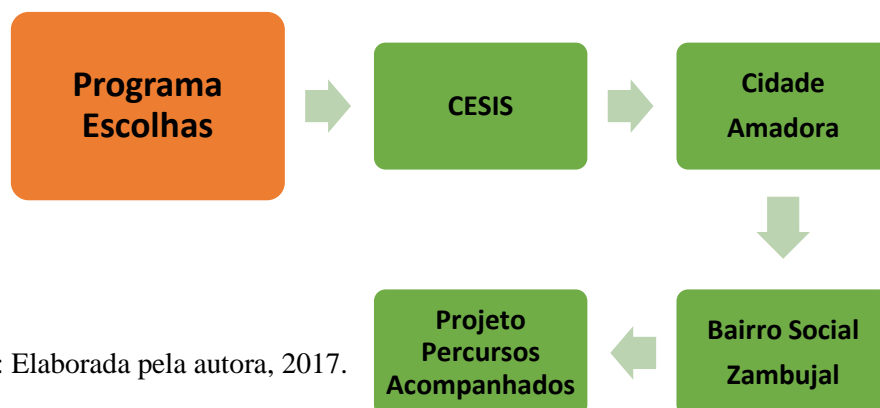 Programa
Escolhas
CESIS
Cidade
Amadora
Bairro Social
Zambujal
Projeto
Percursos
Acompanhados
: Elaborada pela autora, 2017.